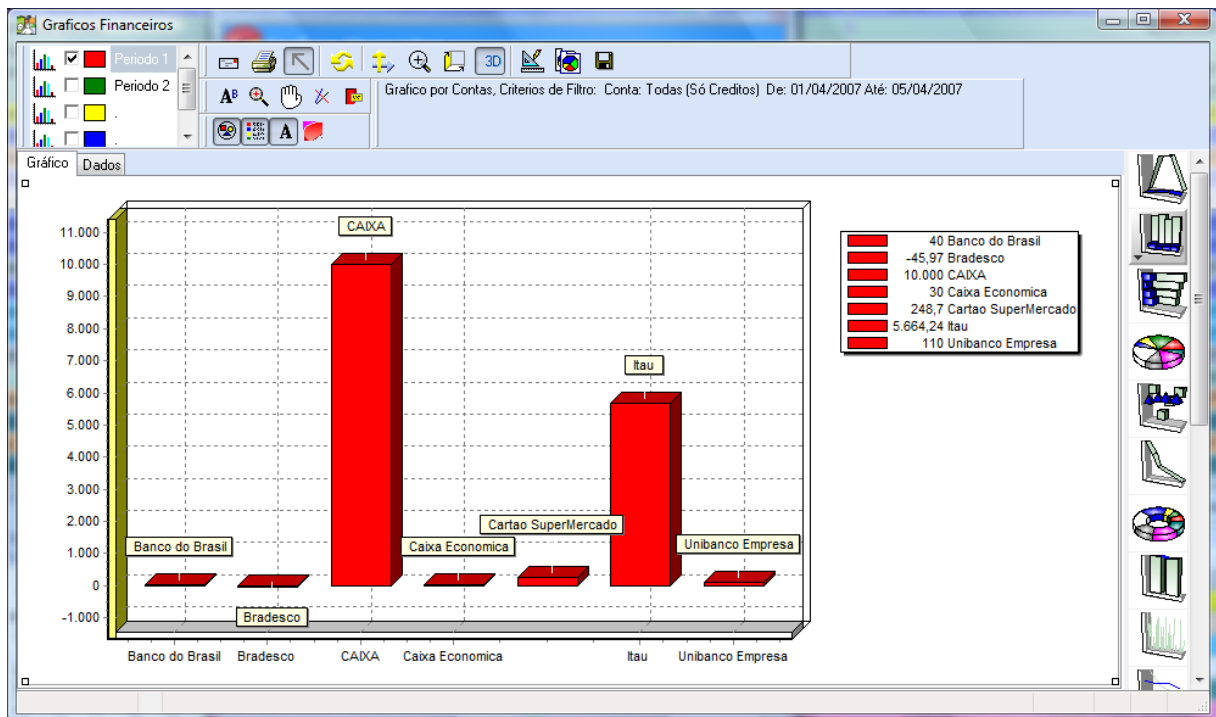 Graficos Financeiros
Periodo 1
Periodo 2
.
.
3D
Grafico por Contas, Criterios de Filtro: Conta: Todas (Só Creditos) De: 01/04/2007 Até: 05/04/2007
Gráfico
Dados
11.000
10.000
9.000
8.000
7.000
6.000
5.000
4.000
3.000
2.000
1.000
0
-1.000
CAIXA
Itau
Cartao SuperMercado
Banco do Brasil
Caixa Economica
Unibanco Empresa
Bradesco
Banco do Brasil
Bradesco
CAIXA
Caixa Economica
Itau
Unibanco Empresa
40 Banco do Brasil
-45,97 Bradesco
10.000 CAIXA
30 Caixa Economica
248,7 Cartao SuperMercado
5.664,24 Itau
110 Unibanco Empresa